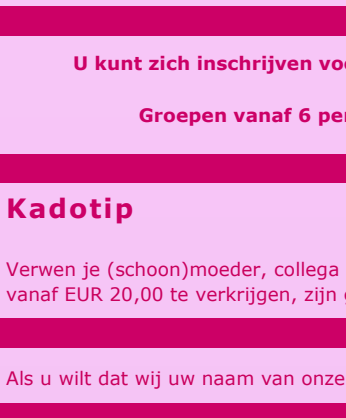 U kunt zich inschrijven vo
Groepen vanaf 6 per
Kadotip
Verwen je (schoon)moeder, collega
vanaf EUR 20,00 te verkrijgen, zijn
Als u wilt dat wij uw naam van onze